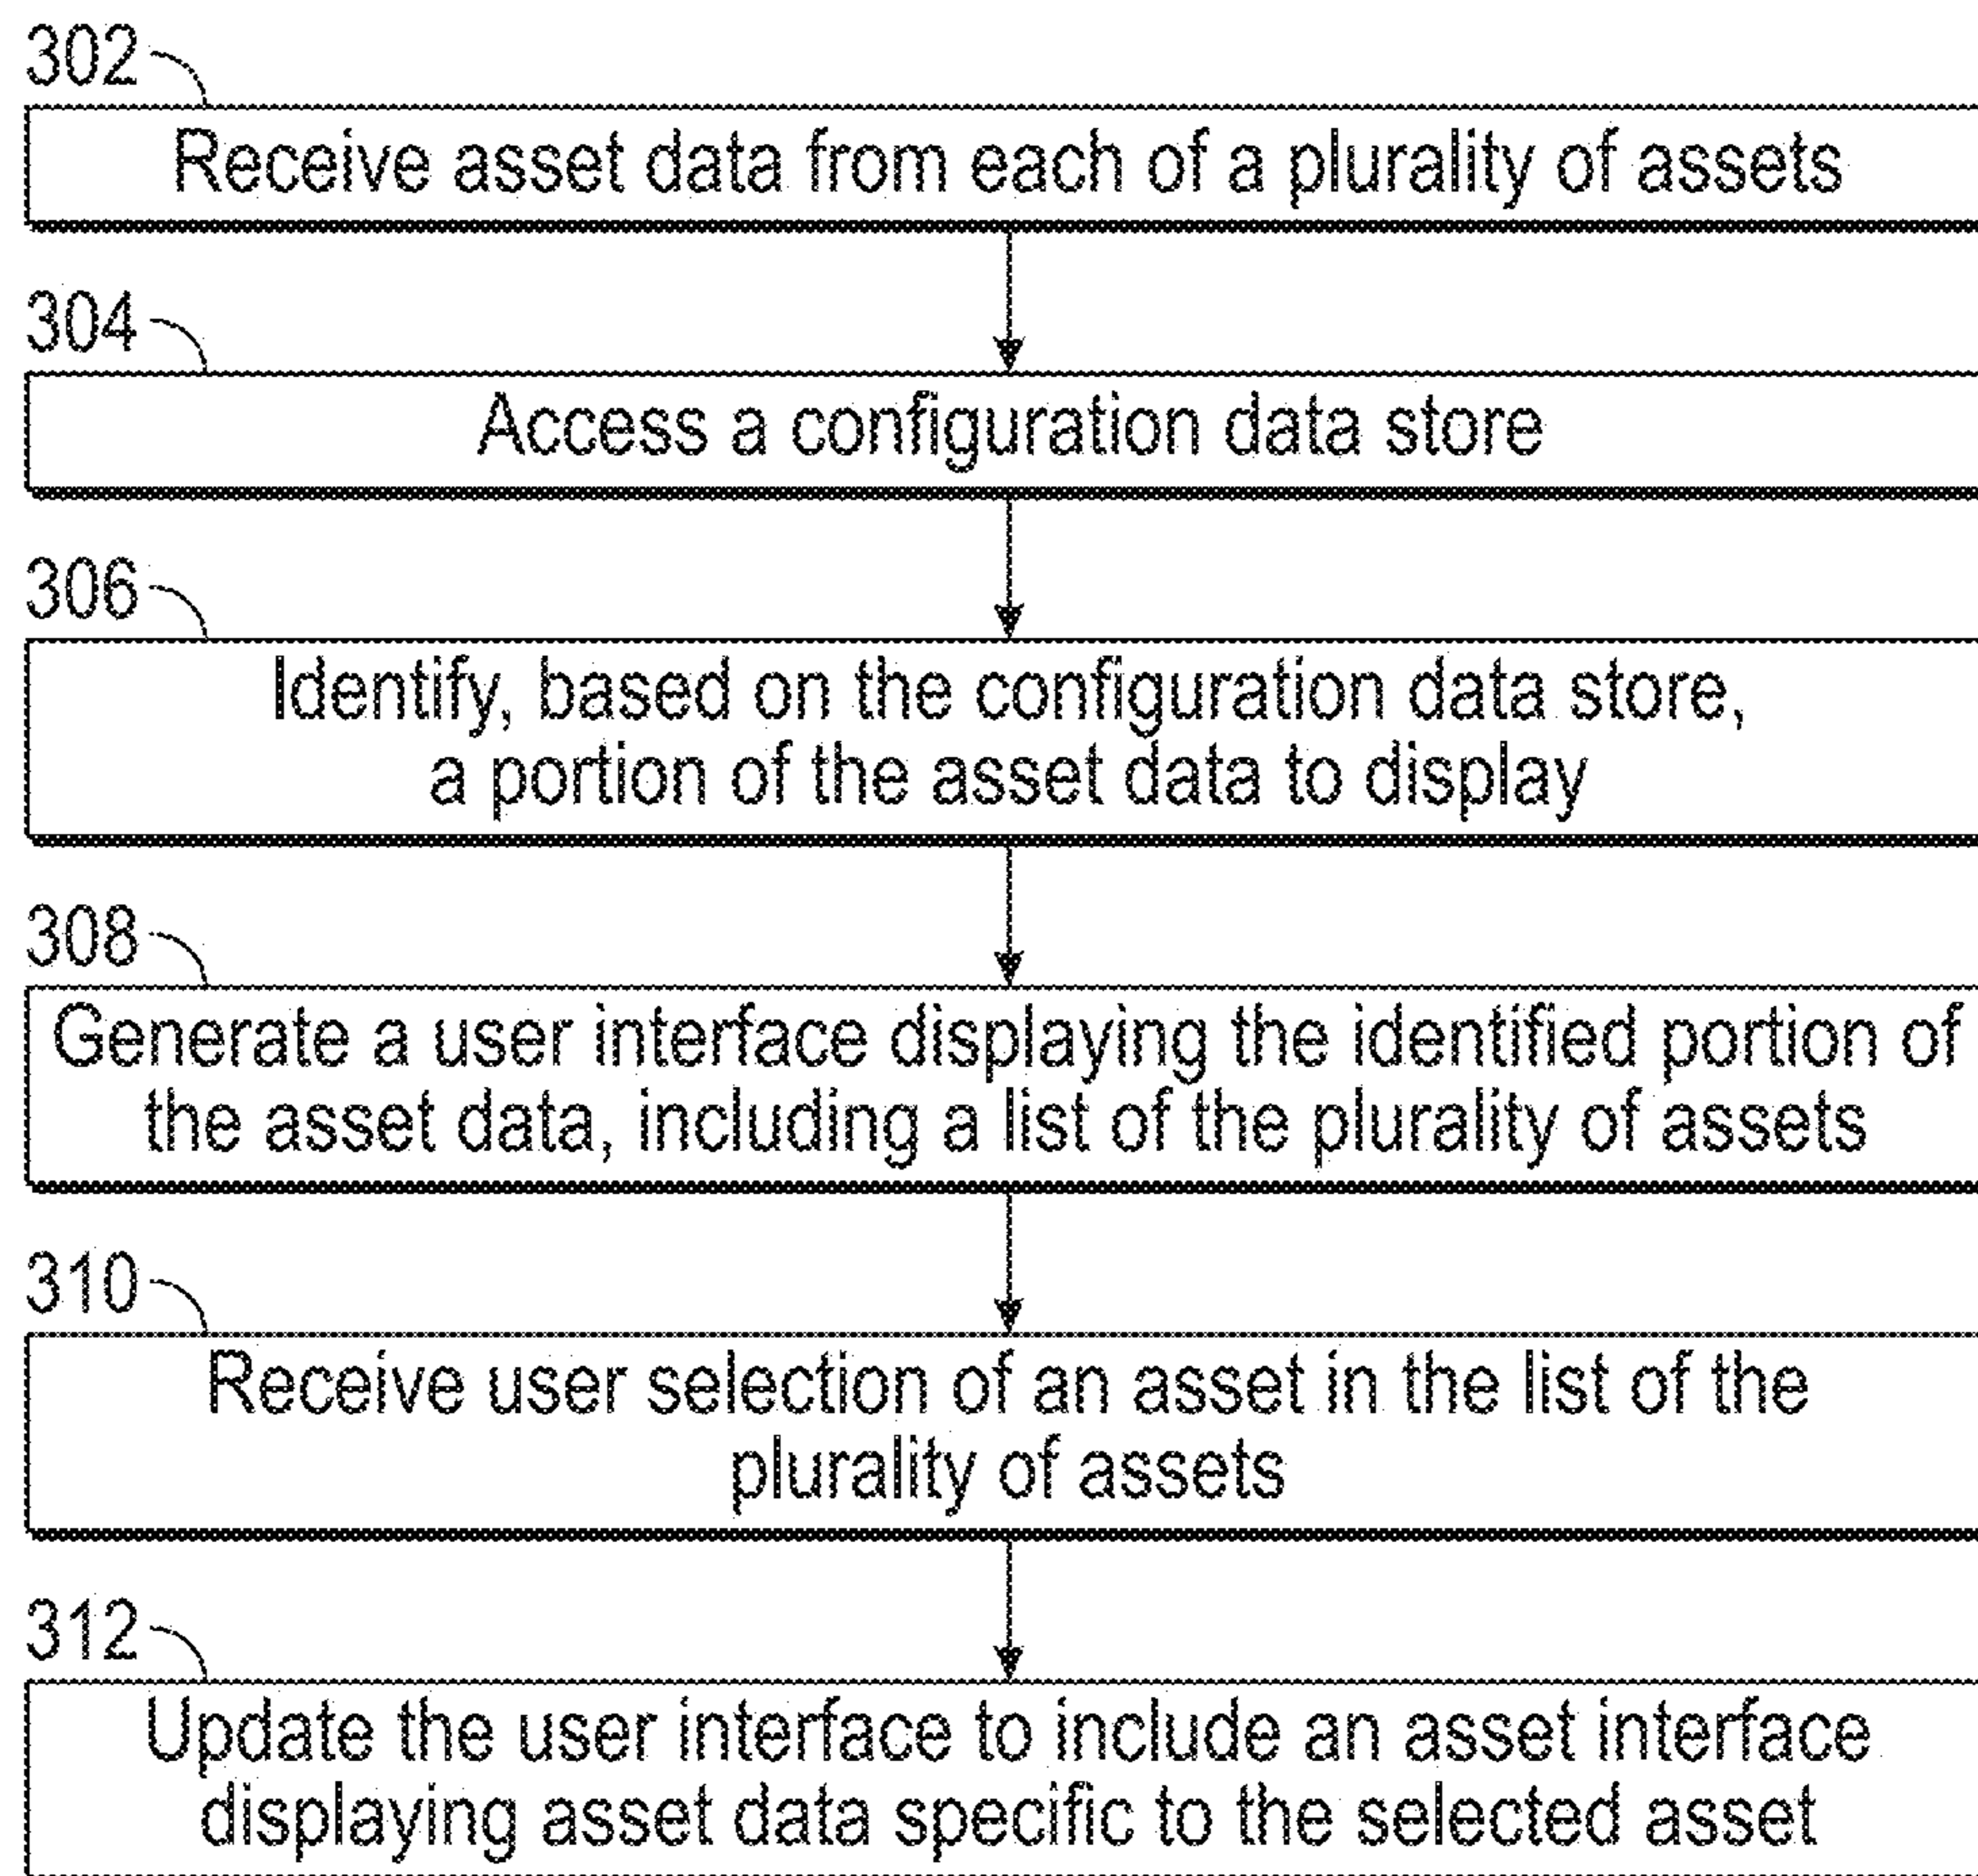 302
Receive asset data from each of a plurality of assets
304
Access a configuration data store
306
Identify, based on the configuration data store,
a portion of the asset data to display
308
Generate a user interface displaying the identified portion of
the asset data, including a list of the plurality of assets
310
Receive user selection of an asset in the list of the
plurality of assets
312
Update the user interface to include an asset interface
displaying asset data specific to the selected asset